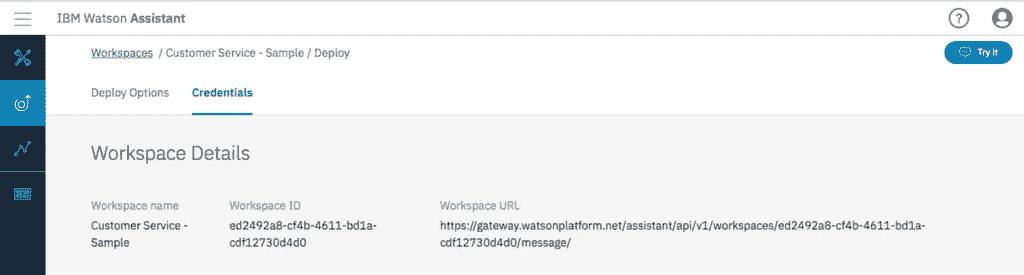 IBM Watson Assistant
?
Workspaces / Customer Service - Sample / Deploy
Try It
Deploy Options
Credentials
Workspace Details
Workspace name
Workspace ID
Workspace URL
Customer Service -
Sample
ed2492a8-cf4b-4611-bd1a-
cdf12730d4d0
https://gateway.watsonplatform.net/assistant/api/v1/workspaces/ed2492a8-cf4b-4611-bd1a-
cdf12730d4d0/message/